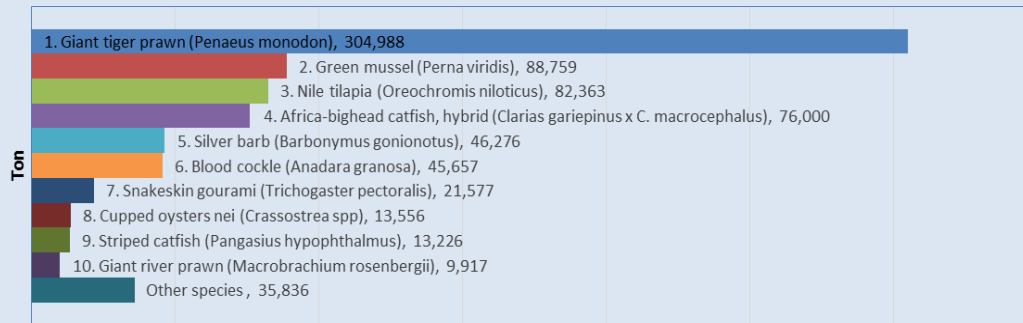 Ton
1. Giant tiger prawn (Penaeus monodon), 304,988
2. Green mussel (Perna viridis), 88,759
3. Nile tilapia (Oreochromis niloticus), 82,363
4. Africa-bighead catfish, hybrid (Clarias gariepinus x C. macrocephalus), 76,000
5. Silver barb (Barbonymus gonionotus), 46,276
6. Blood cockle (Anadara granosa), 45,657
7. Snakeskin gourami (Trichogaster pectoralis), 21,577
8. Cupped oysters nei (Crassostrea spp), 13,556
9. Striped catfish (Pangasius hypophthalmus), 13,226
10. Giant river prawn (Macrobrachium rosenbergii), 9,917
Other species , 35,836